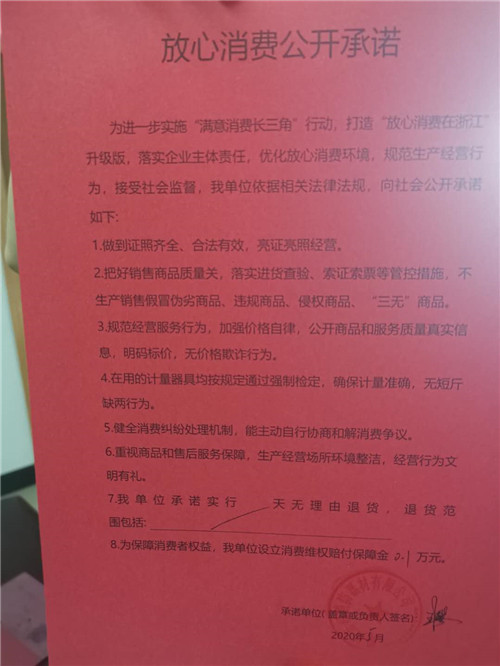 放心消费公开承诺
为进一步实施“满意消费长三角”行动，打造“放心消费在浙江”
升级版，落实企业主体责任，优化放心消费环境，规范生产经营行
为，接受社会监督，我单位依据相关法律法规，向社会公开承诺
如下：
1.做到证照齐全、合法有效，亮证亮照经营。
2.把好销售商品质量关，落实进货查验、索证索票等管控措施，不
生产销售假冒伪劣商品、违规商品、侵权商品、“三无”商品。
3.规范经营服务行为，加强价格自律，公开商品和服务质量真实信
息，明码标价，无价格欺诈行为。
4.在用的计量器具均按规定通过强制检定，确保计量准确，无短斤
缺两行为。
5.健全消费纠纷处理机制，能主动自行协商和解消费争议。
6.重视商品和售后服务保障，生产经营场所环境整洁，经营行为文
明有礼。
7.我单位承诺实行 天无理由退货，退货范
围包括:
8.为保障消费者权益，我单位设立消费维权赔付保障金 0.1 万元。
承诺单位(盖章或负责人签名):
2020年5月